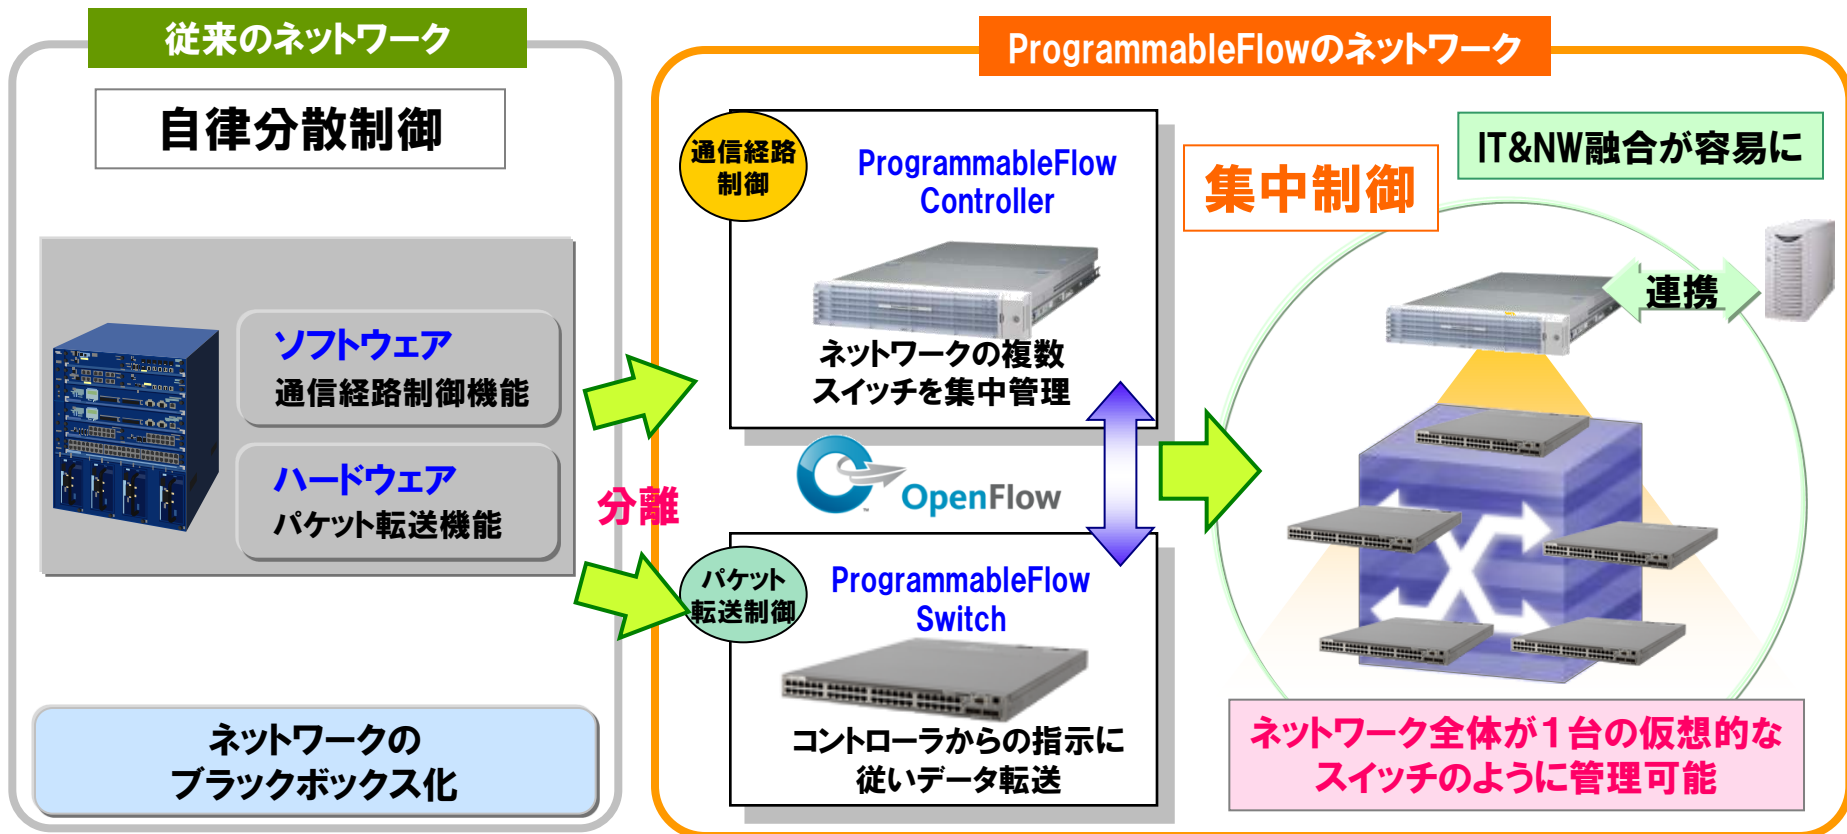 従来のネットワーク
自律分散制御
ソフトウェア
通信経路制御機能
ハードウェア
パケット転送機能
ネットワークの
ブラックボックス化
分離
ProgrammableFlowのネットワーク
通信経路
制御
ProgrammableFlow
Controller
ネットワークの複数
スイッチを集中管理
OpenFlow
TM
パケット
転送制御
ProgrammableFlow
Switch
コントローラからの指示に
従いデータ転送
集中制御
IT&NW融合が容易に
連携
ネットワーク全体が1台の仮想的な
スイッチのように管理可能